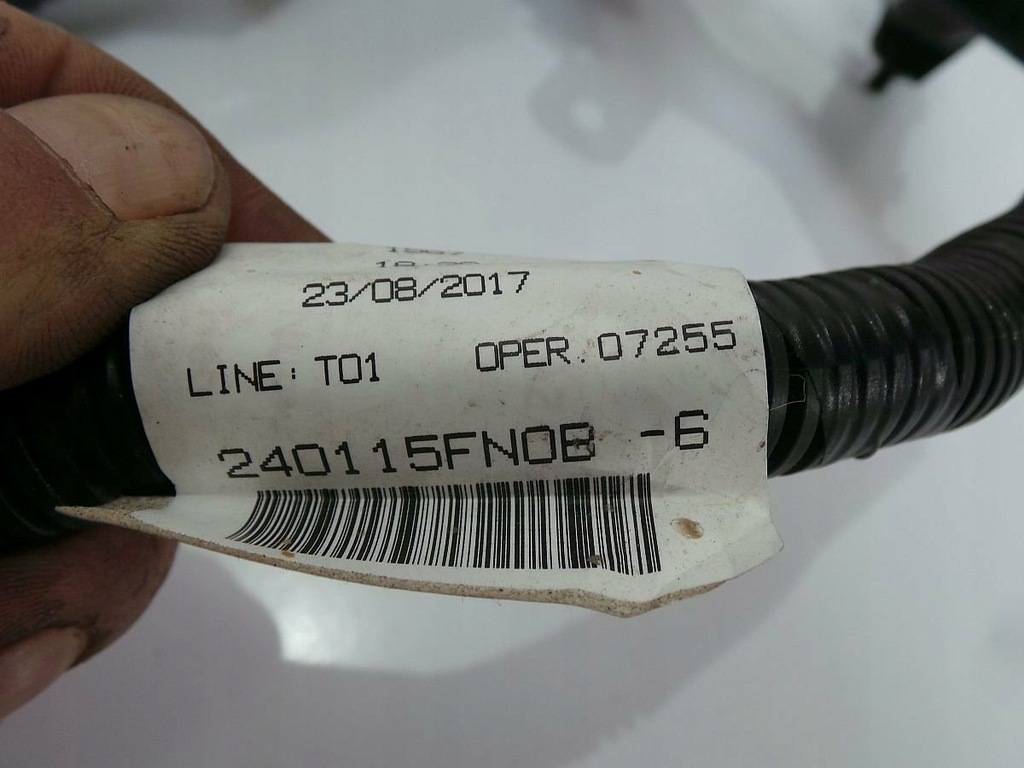 23/08/2017
LINE: T01 OPER.07255
240115FN0B -6